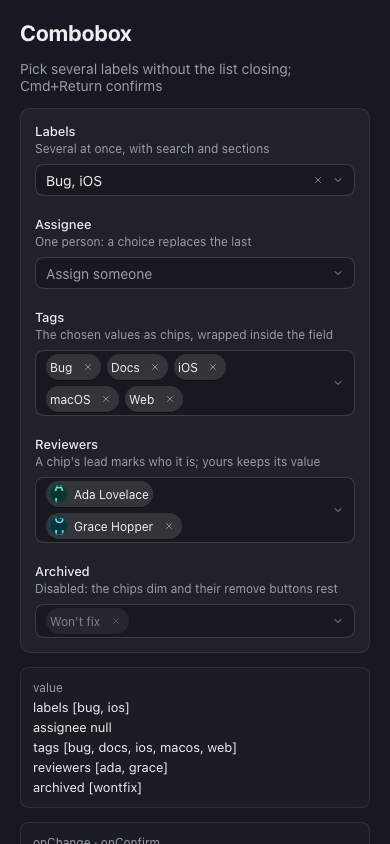 Combobox
Pick several labels without the list closing;
Cmd+Return confirms
Labels
Several at once, with search and sections
Bug, iOS
Assignee
One person: a choice replaces the last
Assign someone
Tags
The chosen values as chips, wrapped inside the field
Bug Docs iOS
macOS Web
Reviewers
A chip's lead marks who it is; yours keeps its value
Ada Lovelace
Grace Hopper
Archived
Disabled: the chips dim and their remove buttons rest
Won't fix
value
labels [bug, ios]
assignee null
tags [bug, docs, ios, macos, web]
reviewers [ada, grace]
archived [wontfix]
onChange · onConfirm